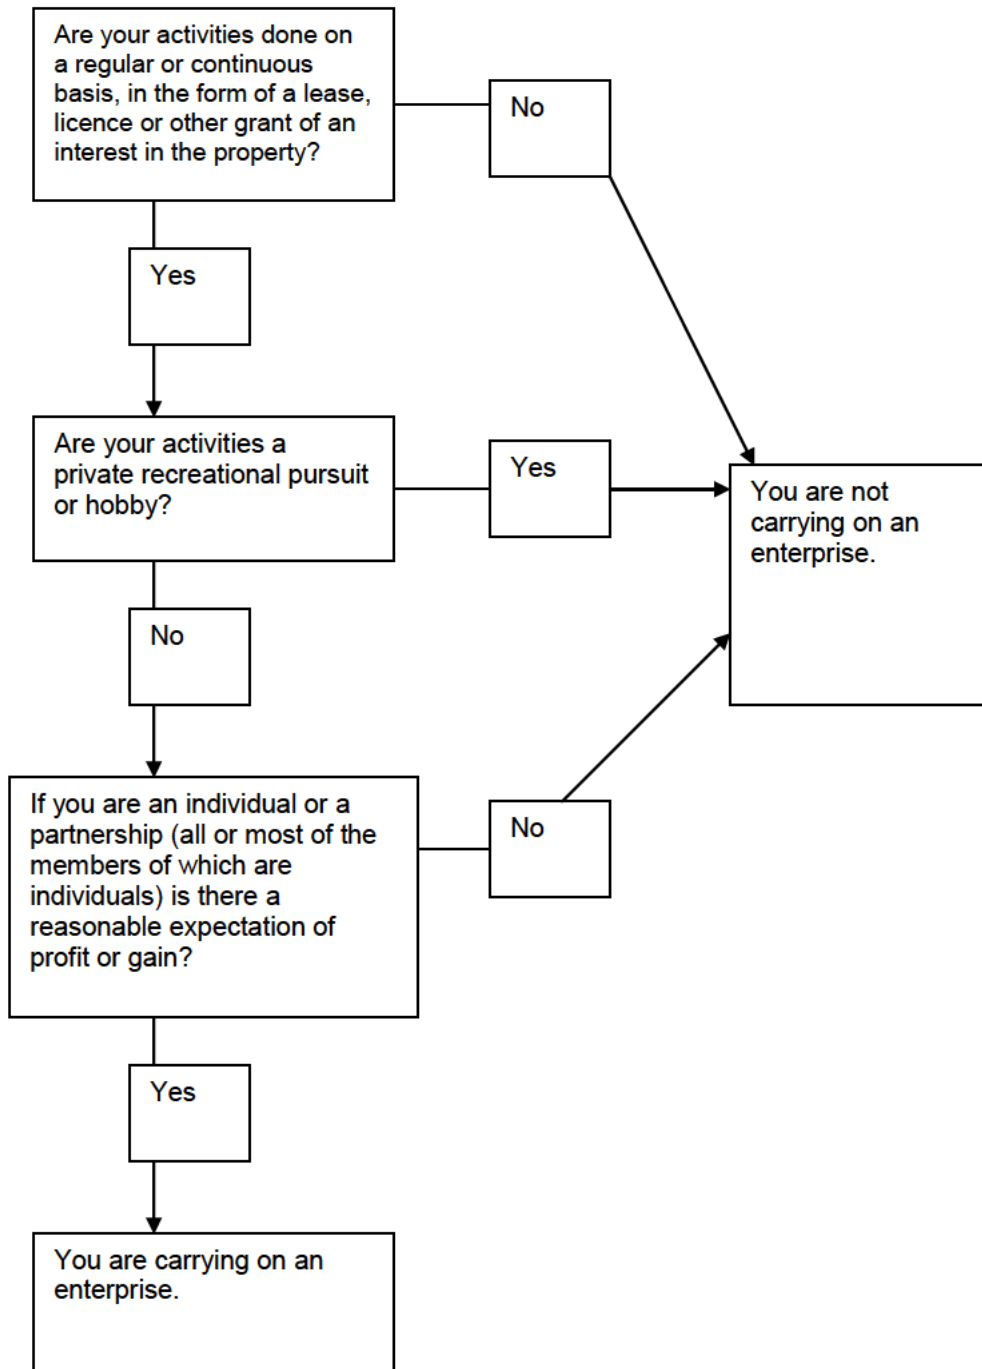 Are your activities done on
a regular or continuous
basis, in the form of a lease,
licence or other grant of an
interest in the property?
No
Yes
Are your activities a
private recreational pursuit
or hobby?
Yes
You are not
carrying on an
enterprise.
No
If you are an individual or a
partnership (all or most of the
members of which are
individuals) is there a
reasonable expectation of
profit or gain?
No
Yes
You are carrying on an
enterprise.